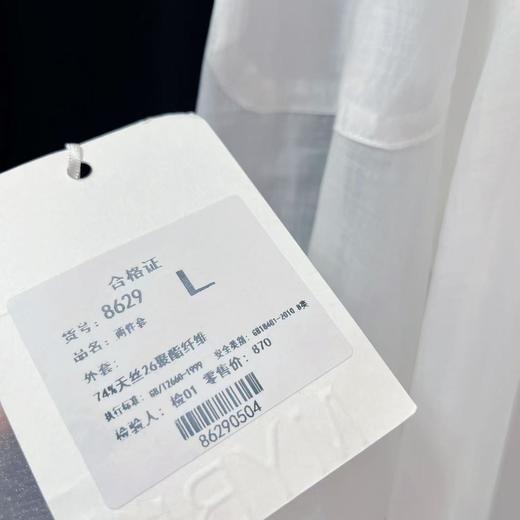 合格证
货号: 8629 L
品名: 两件套
外套:
74%天丝26聚酯纤维
执行标准: GB/12660-1999 安全类别: GB18401-2010 B类
检验人: 检01 零售价: 870
86290504